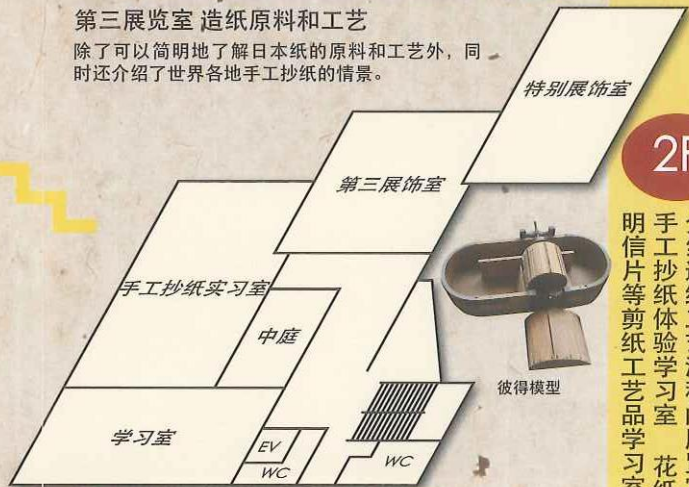 第三展览室 造纸原料和工艺
除了可以简明地了解日本纸的原料和工艺外，同
时还介绍了世界各地手工抄纸的情景。
特别展饰室
第三展饰室
手工抄纸实习室
中庭
学习室
EV
WC
WC
彼得模型
2F
手工抄纸体验学习室 花纸
明信片等剪纸工艺品学习室